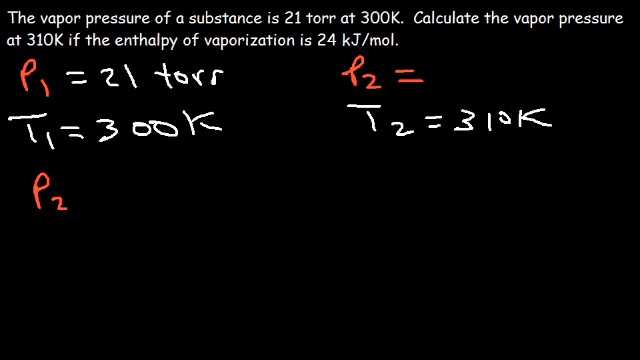 The vapor pressure of a substance is 21 torr at 300K. Calculate the vapor pressure
at 310K if the enthalpy of vaporization is 24 kJ/mol.
P₁ = 21 torr P₂ =
T₁ = 300K T₂ = 310K
P₂